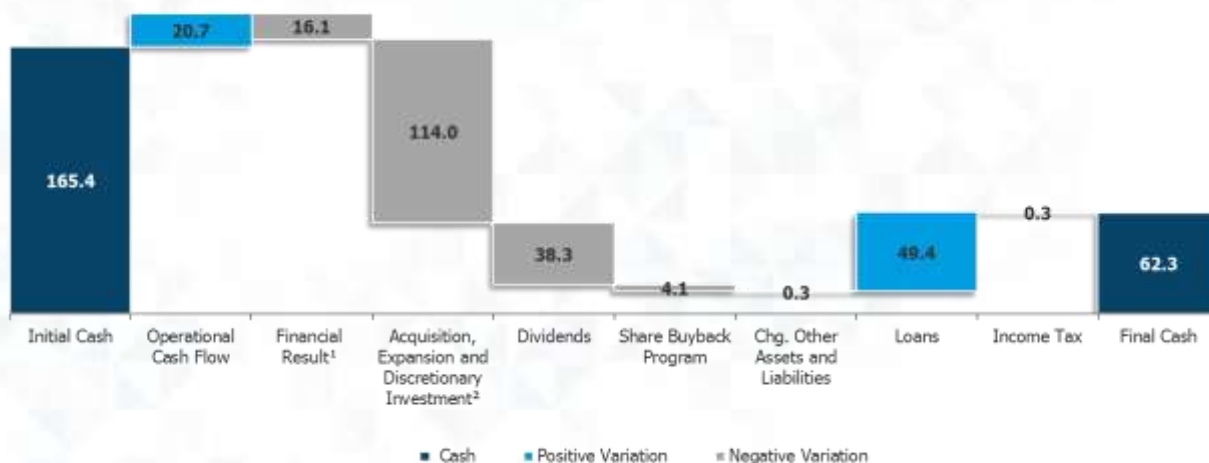 20.7
16.1
114.0
165.4
38.3
4.1
0.3
49.4
0.3
62.3
Initial Cash
Operational
Cash Flow
Financial
Result¹
Acquisition,
Expansion and
Discretionary
Investment²
Dividends
Share Buyback
Program
Chg. Other
Assets and
Liabilities
Loans
Income Tax
Final Cash
Cash
Positive Variation
Negative Variation